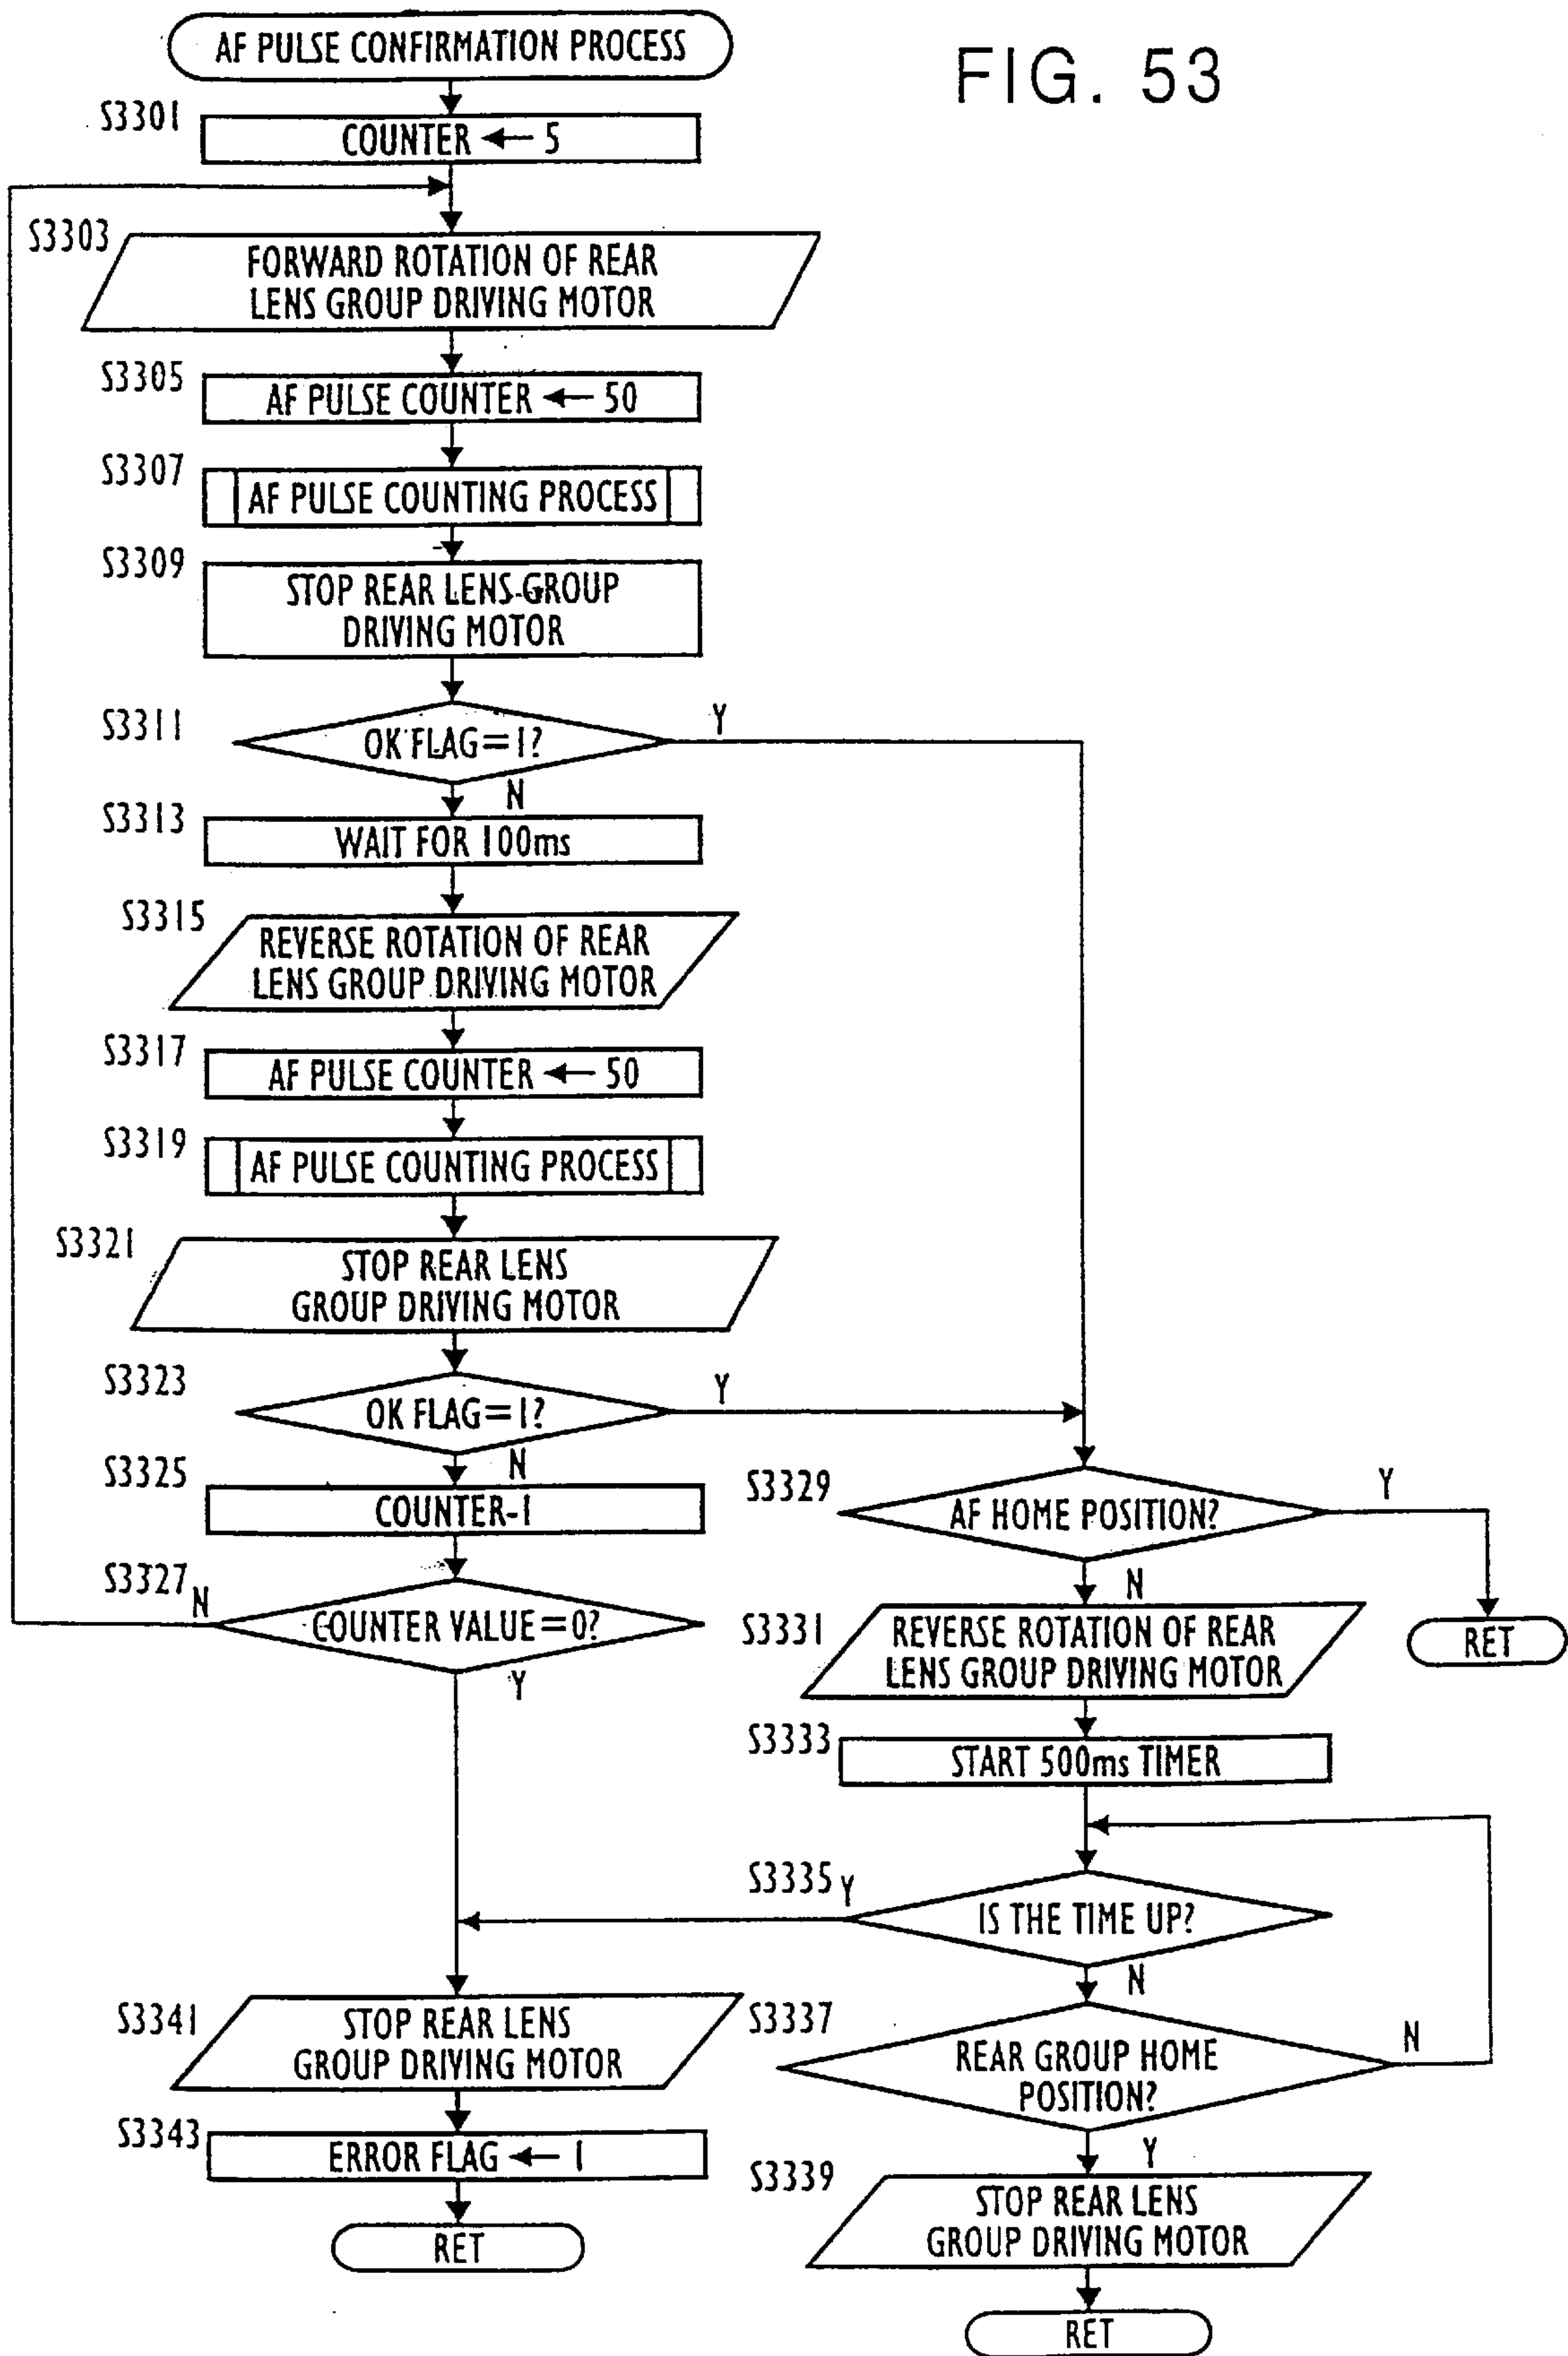 AF PULSE CONFIRMATION PROCESS
FIG. 53
S3301
COUNTER ← 5
S3303
FORWARD ROTATION OF REAR
LENS GROUP DRIVING MOTOR
S3305
AF PULSE COUNTER ← 50
S3307
AF PULSE COUNTING PROCESS
S3309
STOP REAR LENS GROUP
DRIVING MOTOR
S3311
OK FLAG=1?
Y
N
S3313
WAIT FOR 100ms
S3315
REVERSE ROTATION OF REAR
LENS GROUP DRIVING MOTOR
S3317
AF PULSE COUNTER ← 50
S3319
AF PULSE COUNTING PROCESS
S3321
STOP REAR LENS
GROUP DRIVING MOTOR
S3323
OK FLAG=1?
Y
N
S3325
COUNTER-1
S3327
N
COUNTER VALUE=0?
Y
S3329
AF HOME POSITION?
Y
RET
N
S3331
REVERSE ROTATION OF REAR
LENS GROUP DRIVING MOTOR
S3333
START 500ms TIMER
S3335
Y
IS THE TIME UP?
N
S3337
REAR GROUP HOME
POSITION?
N
Y
S3339
STOP REAR LENS
GROUP DRIVING MOTOR
RET
S3341
STOP REAR LENS
GROUP DRIVING MOTOR
S3343
ERROR FLAG ← 1
RET